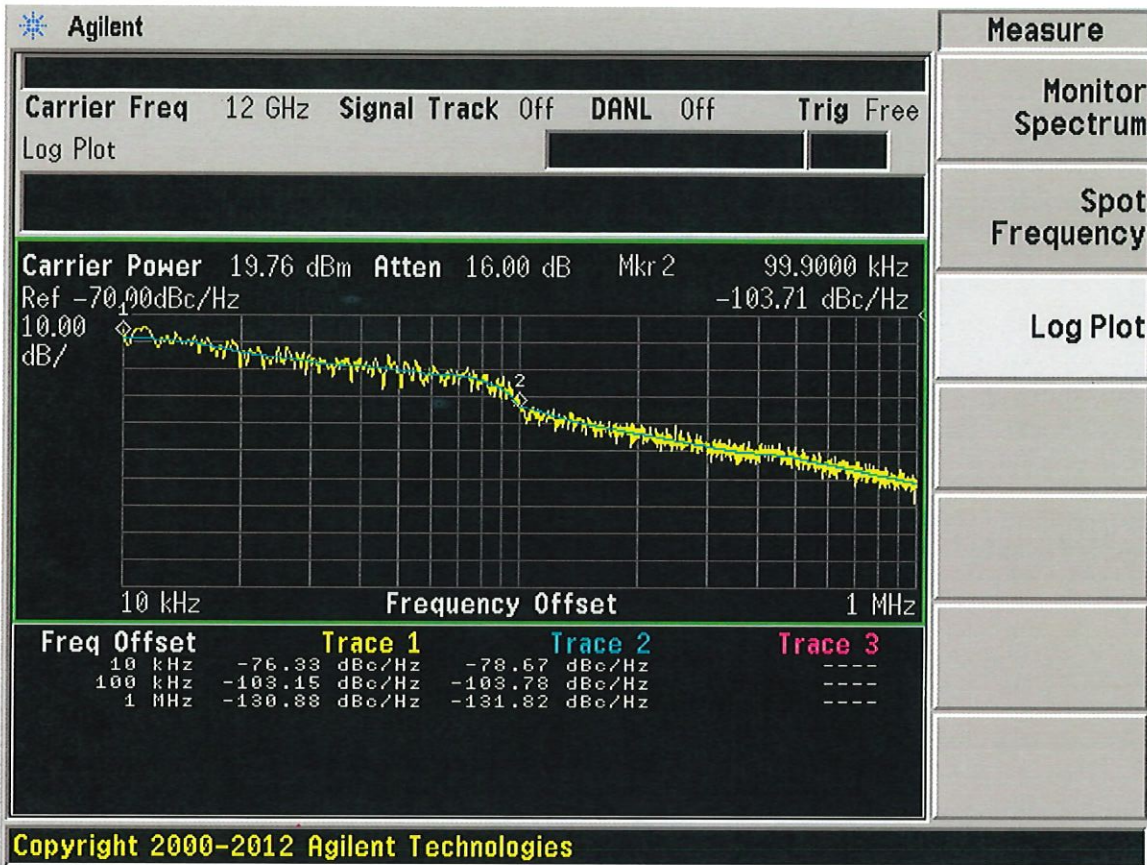 Agilent
Measure
Carrier Freq 12 GHz Signal Track Off DANL Off Trig Free
Log Plot
Monitor
Spectrum
Spot
Frequency
Log Plot
Carrier Power 19.76 dBm Atten 16.00 dB Mkr 2 99.9000 kHz
Ref -70.00dBc/Hz -103.71 dBc/Hz
10.00
dB/
1
2
10 kHz Frequency Offset 1 MHz
Freq Offset Trace 1 Trace 2 Trace 3
10 kHz -76.33 dBc/Hz -78.67 dBc/Hz ----
100 kHz -103.15 dBc/Hz -103.78 dBc/Hz ----
1 MHz -130.88 dBc/Hz -131.82 dBc/Hz ----
Copyright 2000-2012 Agilent Technologies